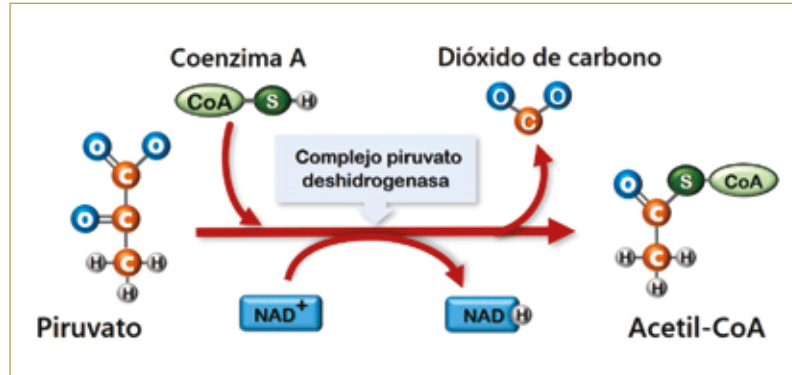 Coenzima A
CoA S H
Dióxido de carbono
O O
C
O O
C
O C
H C H
H
Complejo piruvato
deshidrogenasa
O S CoA
C
H C H
H
Piruvato
NAD+
NAD H
Acetil-CoA